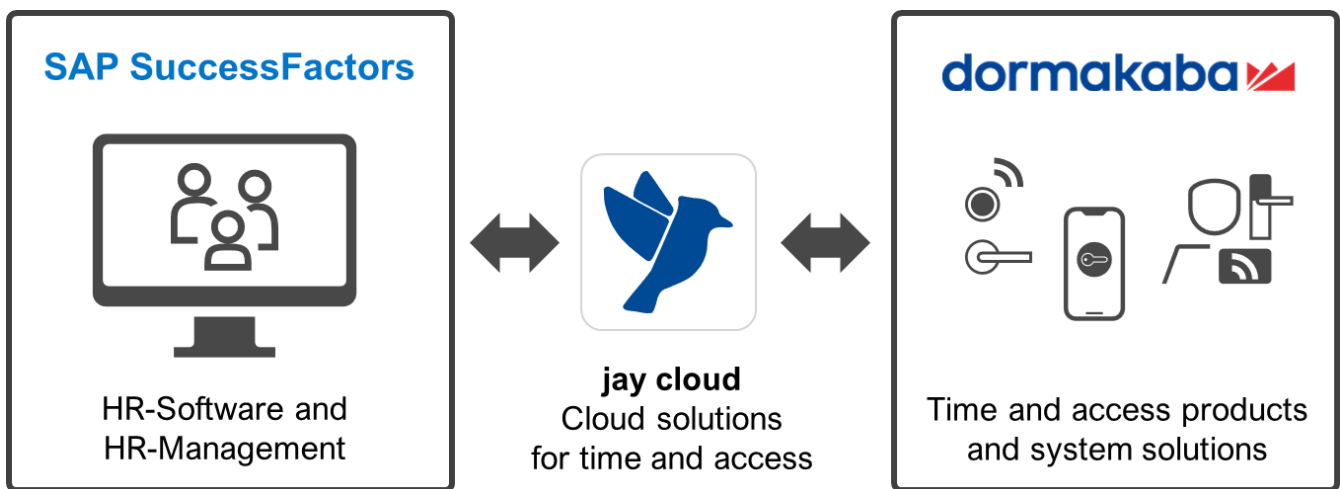 SAP SuccessFactors
HR-Software and
HR-Management
jay cloud
Cloud solutions
for time and access
dormakaba
Time and access products
and system solutions